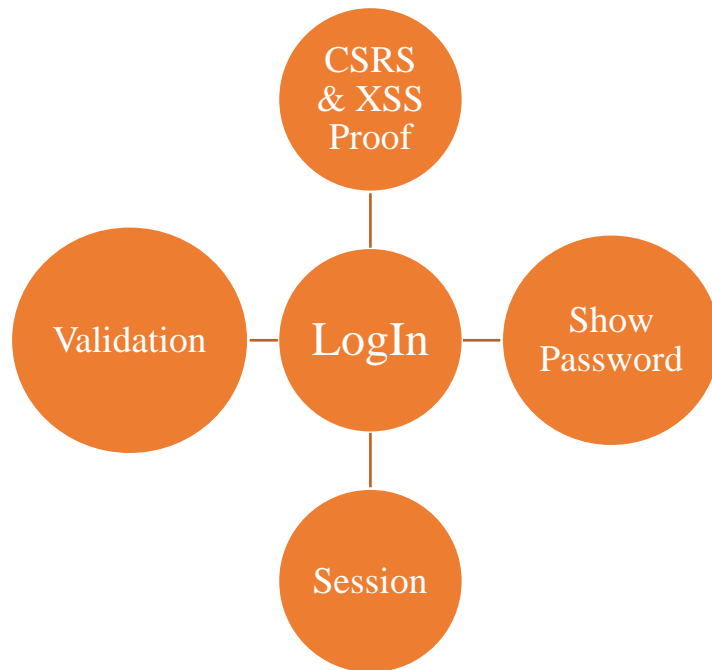 CSRS
& XSS
Proof
Validation
LogIn
Show
Password
Session